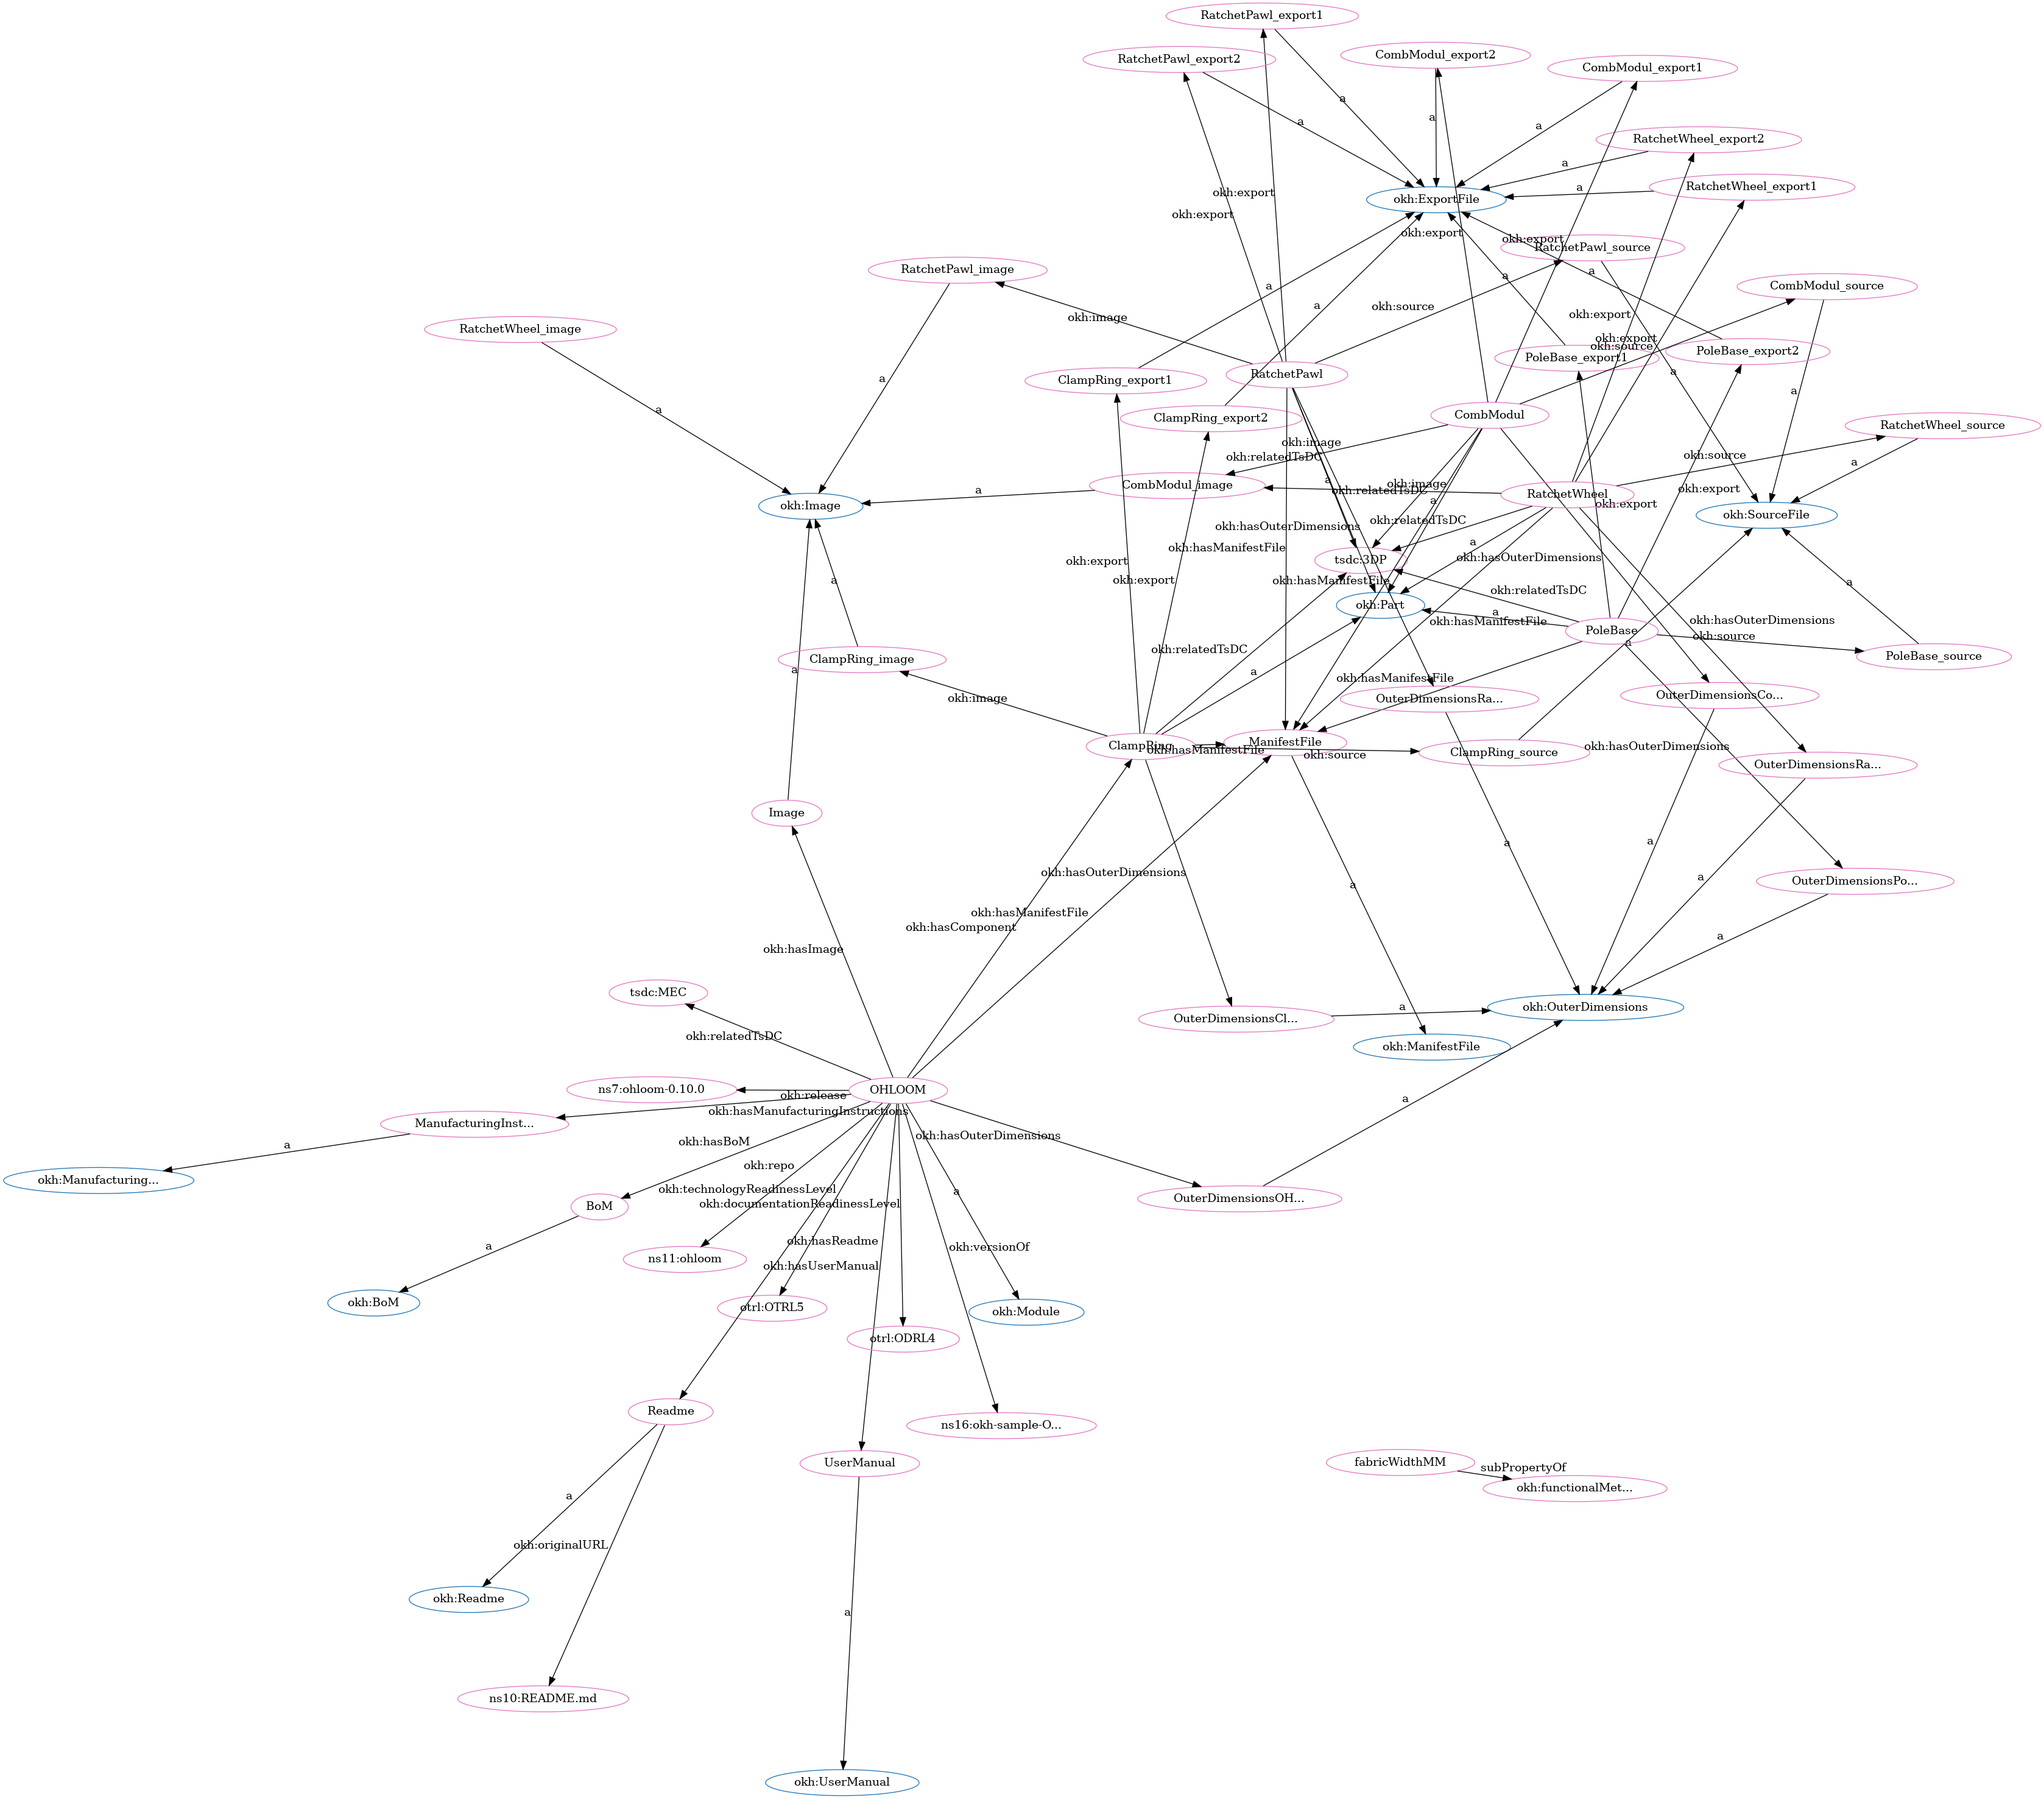 RatchetPawl_export1
RatchetPawl_export2
CombModul_export2
CombModul_export1
a
a
a
a
RatchetWheel_export2
a
RatchetWheel_export1
a
okh:export
okh:ExportFile
okh:export
okh:export
okh:export
RatchetPawl_source
RatchetPawl_image
a
a
a
CombModul_source
okh:image
a
okh:source
okh:export
RatchetWheel_image
okh:export
okh:source
PoleBase_export1
PoleBase_export2
a
ClampRing_export1
RatchetPawl
a
a
a
ClampRing_export2
CombModul
RatchetWheel_source
okh:image
okh:relatedTsDC
okh:source
a
a
CombModul_image
a
okh:image
okh:relatedTsDC
RatchetWheel
okh:export
a
okh:export
okh:Image
okh:SourceFile
okh:hasOuterDimensions
okh:relatedTsDC
okh:hasManifestFile
a
okh:hasOuterDimensions
okh:export
tsdc:3DP
okh:export
a
okh:hasManifestFile
okh:relatedTsDC
a
okh:Part
a
okh:hasManifestFile
okh:hasOuterDimensions
PoleBase
okh:source
a
okh:relatedTsDC
ClampRing_image
PoleBase_source
a
a
okh:hasManifestFile
okh:image
OuterDimensionsRa...
OuterDimensionsCo...
ClampRing
ManifestFile
okh:hasManifestFile
okh:source
ClampRing_source
okh:hasOuterDimensions
OuterDimensionsRa...
Image
a
a
okh:hasOuterDimensions
a
a
OuterDimensionsPo...
okh:hasManifestFile
okh:hasComponent
a
okh:hasImage
tsdc:MEC
okh:OuterDimensions
a
OuterDimensionsCl...
okh:relatedTsDC
okh:ManifestFile
ns7:ohloom-0.10.0
OHLOOM
okh:release
okh:hasManufacturingInstructions
a
ManufacturingInst...
okh:hasOuterDimensions
a
okh:hasBoM
okh:repo
okh:Manufacturing...
okh:technologyReadinessLevel
a
OuterDimensionsOH...
okh:documentationReadinessLevel
BoM
a
okh:hasReadme
okh:versionOf
ns11:ohloom
okh:hasUserManual
okh:BoM
otrl:OTRL5
okh:Module
otrl:ODRL4
Readme
ns16:okh-sample-O...
UserManual
fabricWidthMM
subPropertyOf
okh:functionalMet...
a
okh:originalURL
okh:Readme
a
ns10:README.md
okh:UserManual